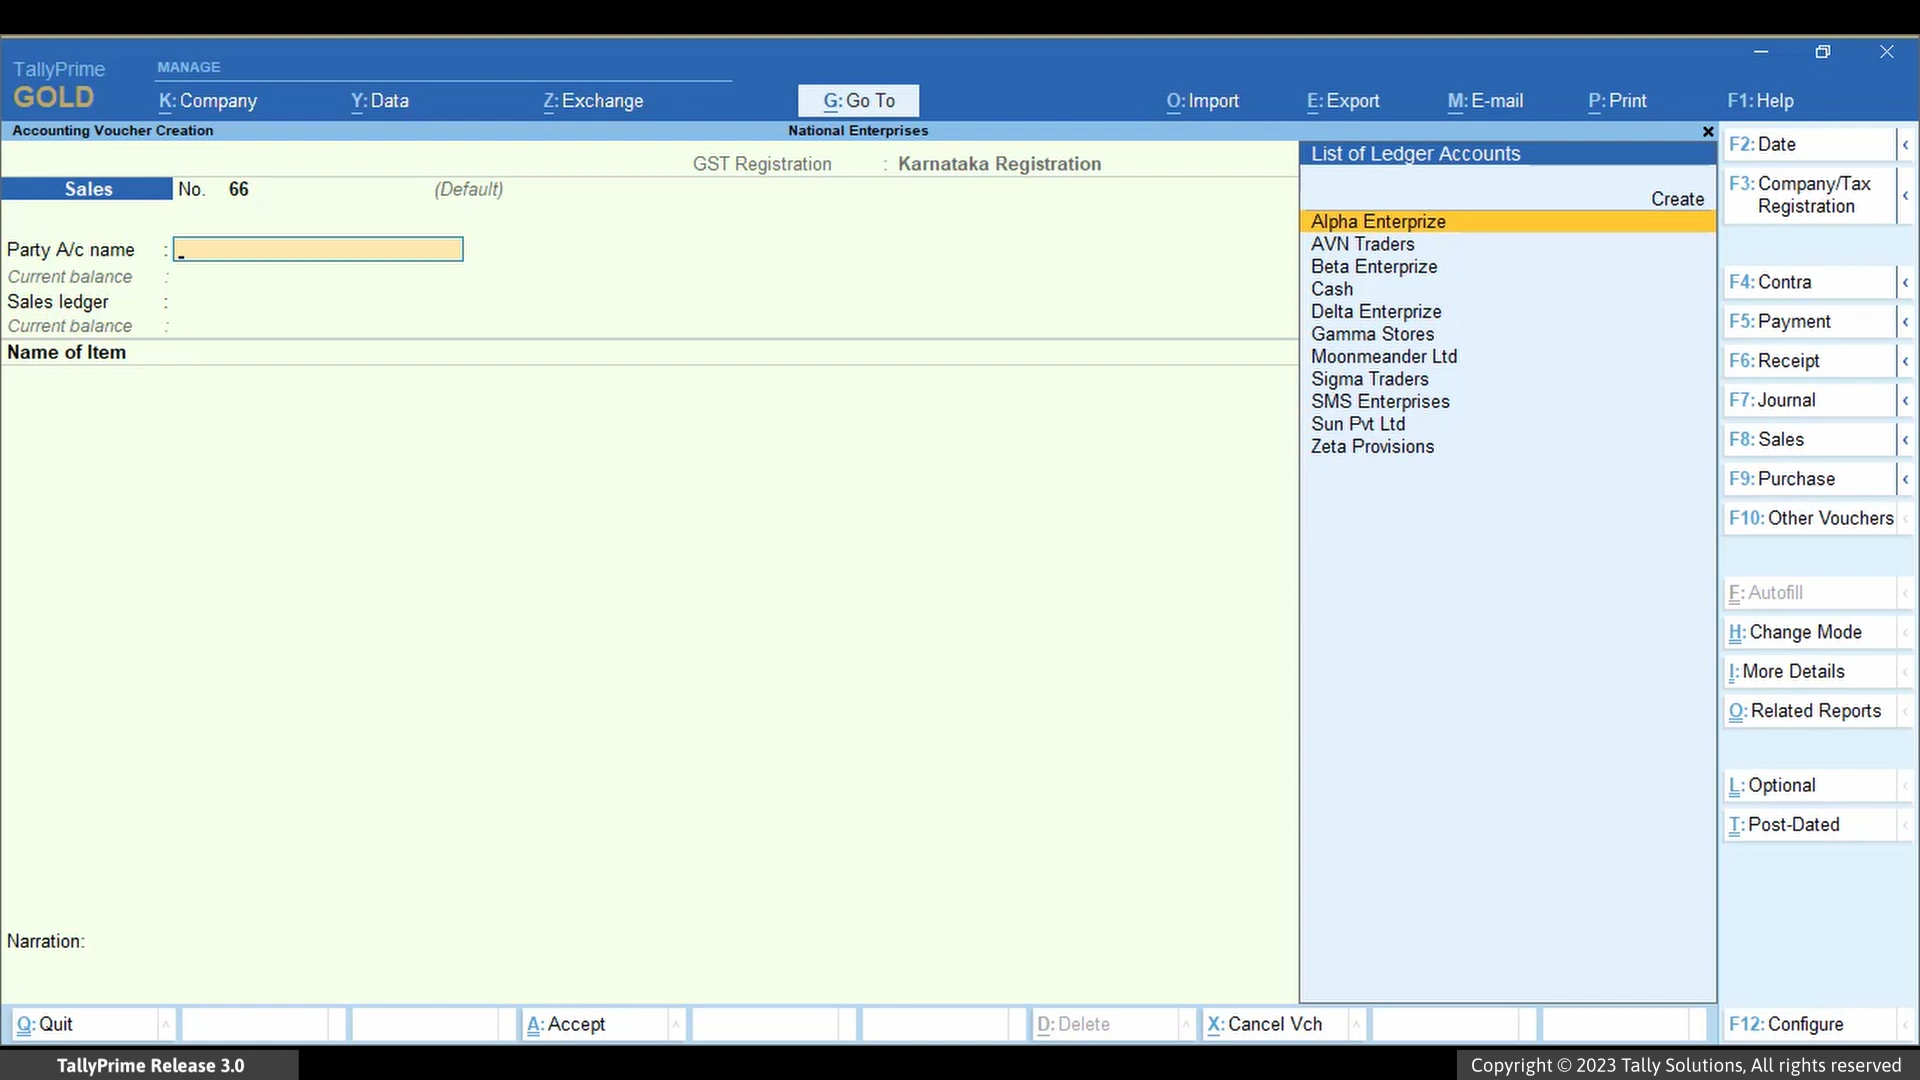 TallyPrime
GOLD
MANAGE
K: Company
Y: Data
Z: Exchange
G: Go To
O: Import
E: Export
M: E-mail
P: Print
F1: Help
Accounting Voucher Creation
National Enterprises
GST Registration : Karnataka Registration
Sales No. 66 (Default)
Party A/c name :
Current balance :
Sales ledger :
Current balance :
Name of Item
Narration:
List of Ledger Accounts
Create
Alpha Enterprize
AVN Traders
Beta Enterprize
Cash
Delta Enterprize
Gamma Stores
Moonmeander Ltd
Sigma Traders
SMS Enterprises
Sun Pvt Ltd
Zeta Provisions
F2: Date
F3: Company/Tax
Registration
F4: Contra
F5: Payment
F6: Receipt
F7: Journal
F8: Sales
F9: Purchase
F10: Other Vouchers
F: Autofill
H: Change Mode
I: More Details
O: Related Reports
L: Optional
T: Post-Dated
F12: Configure
Q: Quit
A: Accept
D: Delete
X: Cancel Vch
TallyPrime Release 3.0
Copyright © 2023 Tally Solutions, All rights reserved